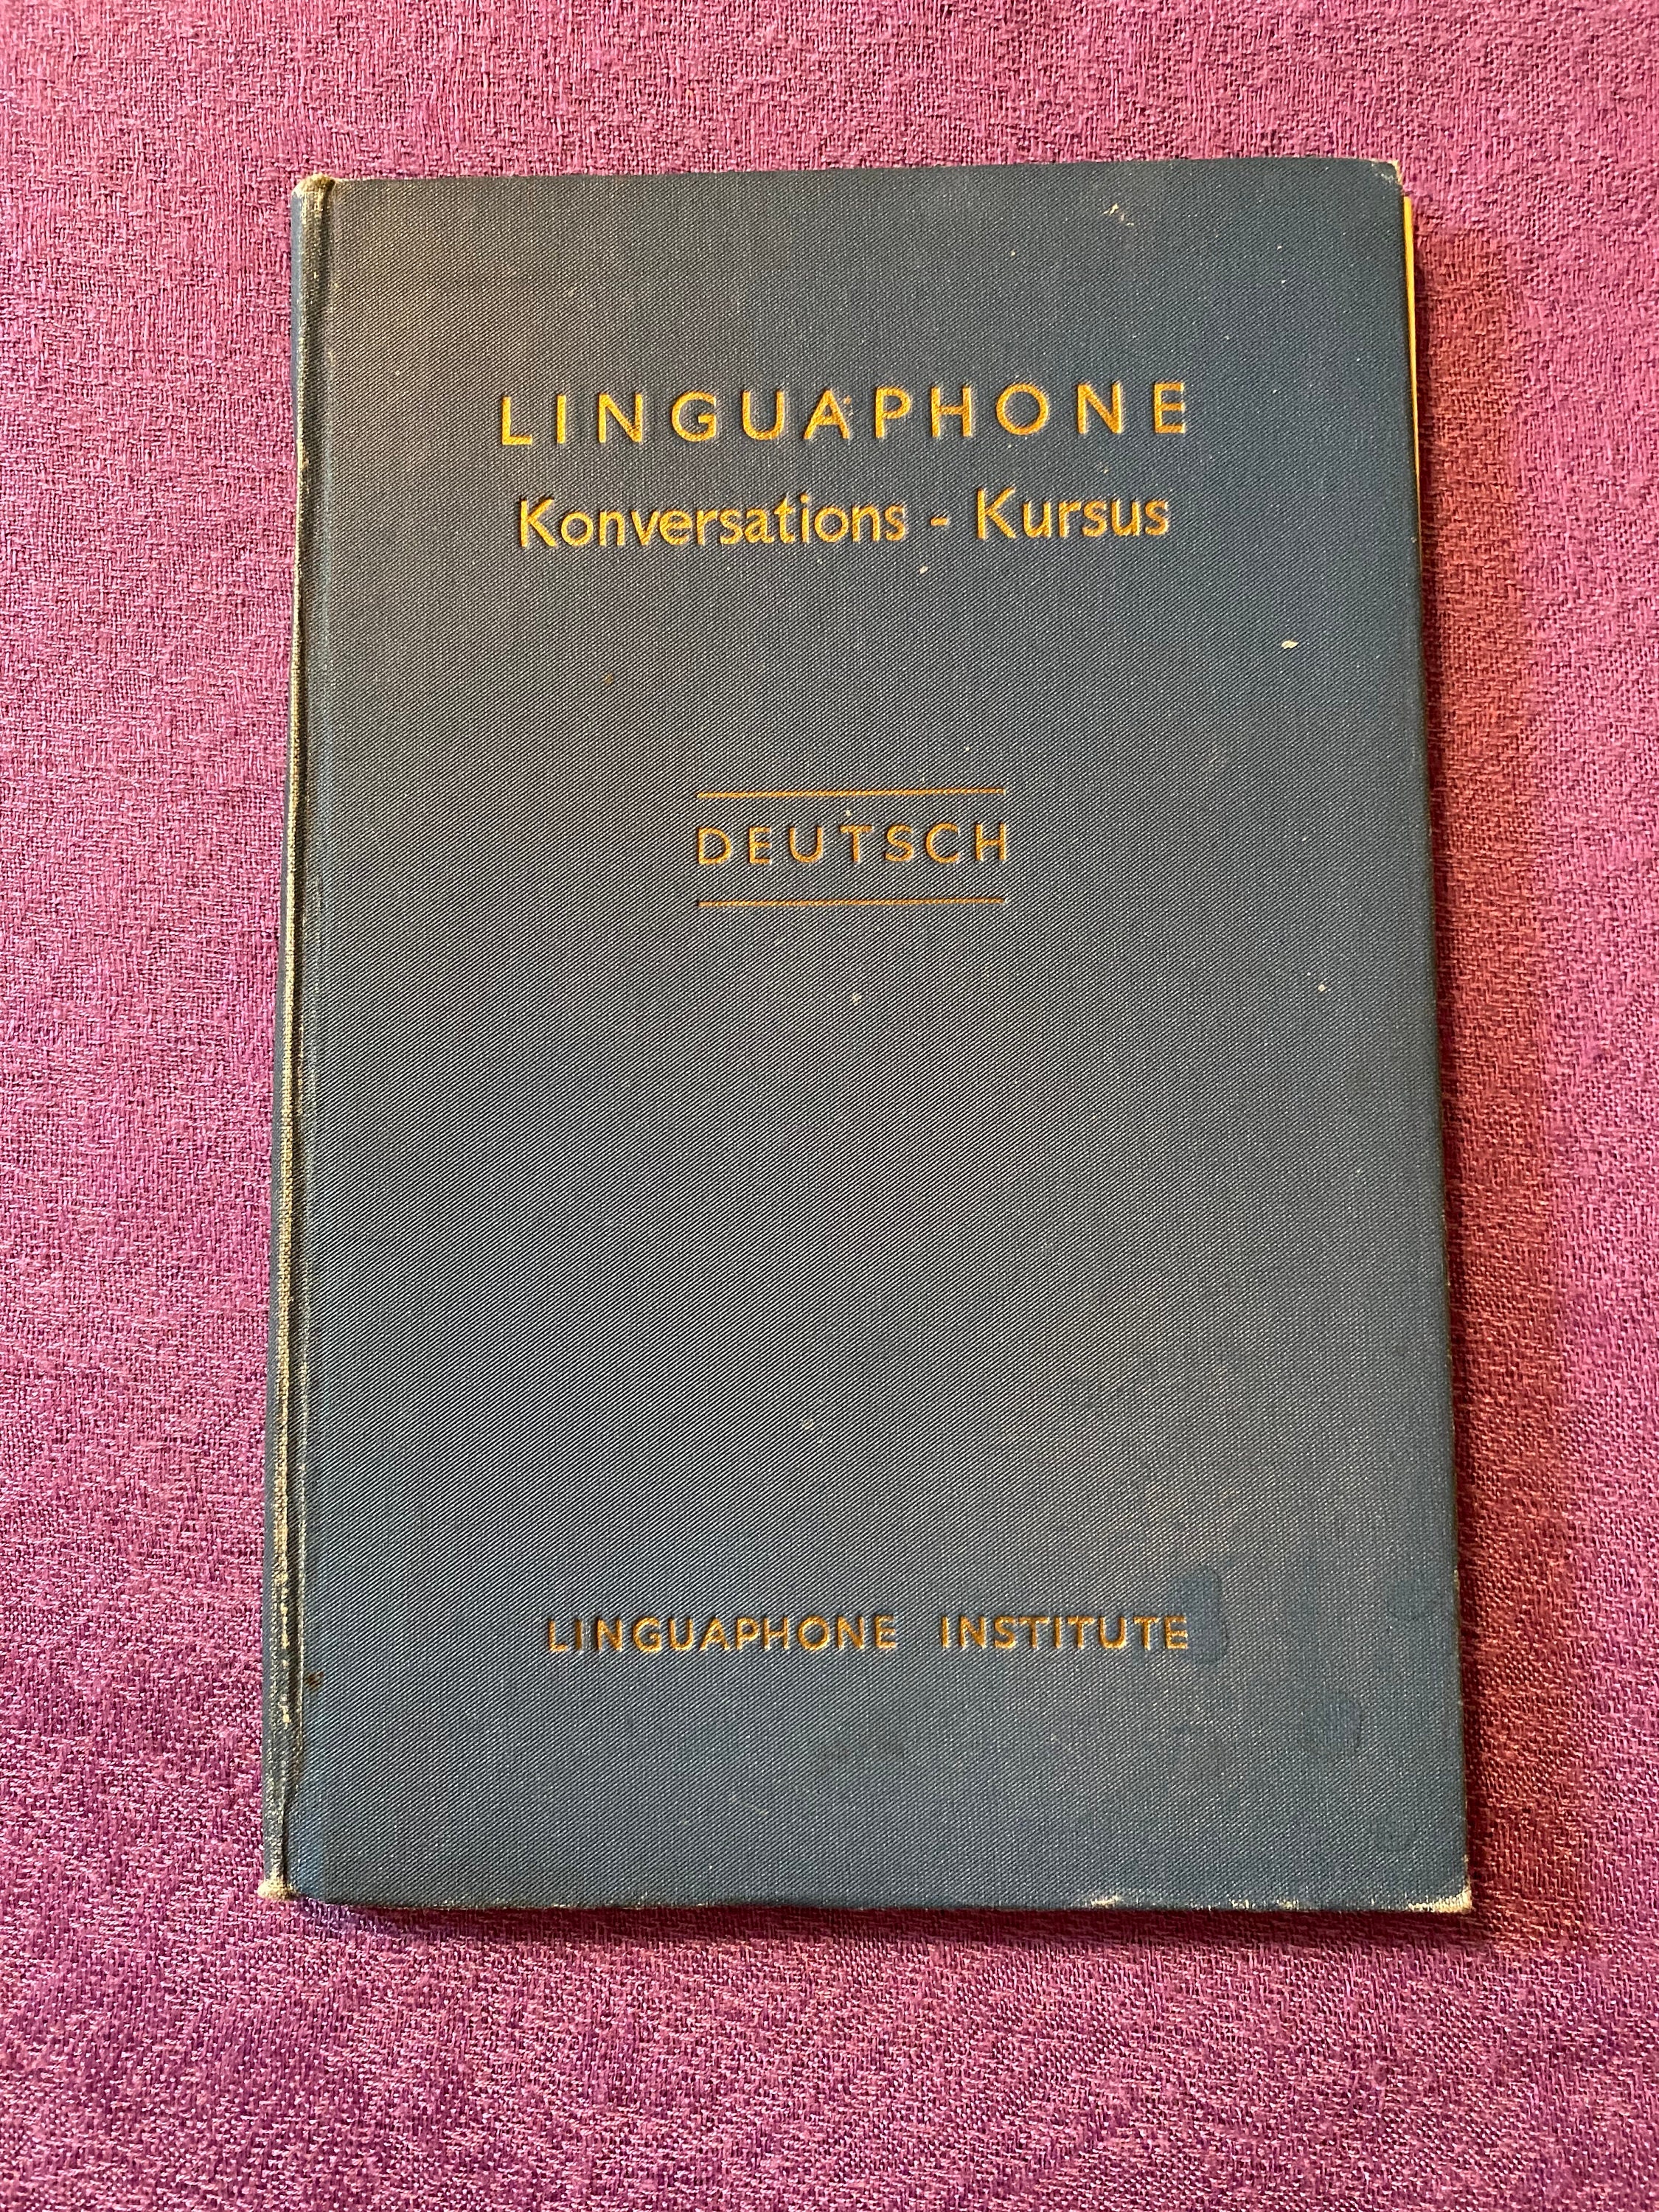 LINGUAPHONE
Konversations - Kursus
DEUTSCH
LINGUAPHONE INSTITUTE